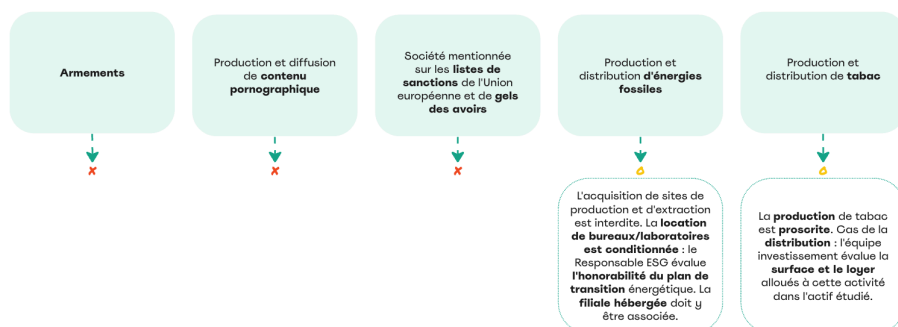 Armements
Production et diffusion
de contenu
pornographique
Société mentionnée
sur les listes de
sanctions de l'Union
européenne et de gels
des avoirs
Production et
distribution d'énergies
fossiles
Production et
distribution de tabac
L'acquisition de sites de
production et d'extraction
est interdite. La location
de bureaux/laboratoires
est conditionnée : le
Responsable ESG évalue
l'honorabilité du plan de
transition énergétique. La
filiale hébergée doit y
être associée.
La production de tabac
est proscrite. Cas de la
distribution : l'équipe
investissement évalue la
surface et le loyer
alloués à cette activité
dans l'actif étudié.